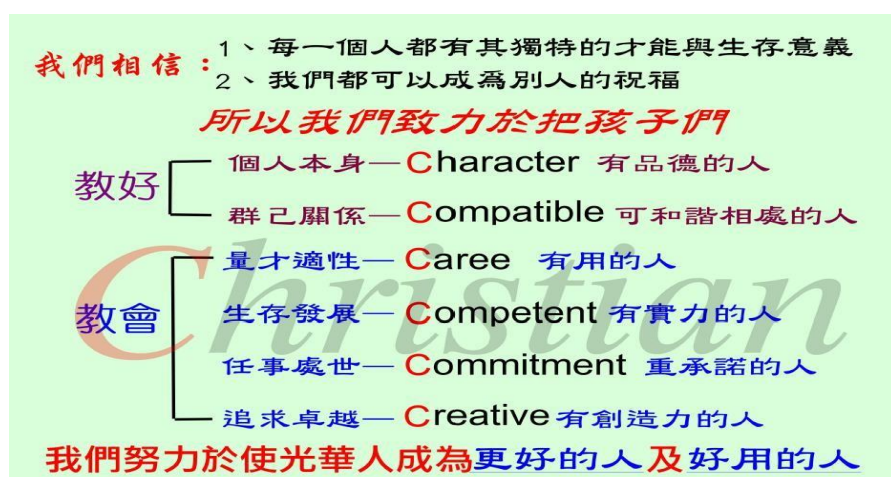 我們相信：
1、每一個人都有其獨特的才能與生存意義
2、我們都可以成為別人的祝福
所以我們致力於把孩子們
教好
個人本身—Character 有品德的人
群己關係—Compatible 可和諧相處的人
教會
量才適性—Caree 有用的人
生存發展—Competent 有實力的人
任事處世—Commitment 重承諾的人
追求卓越—Creative 有創造力的人
Christian
我們努力於使光華人成為更好的人及好用的人